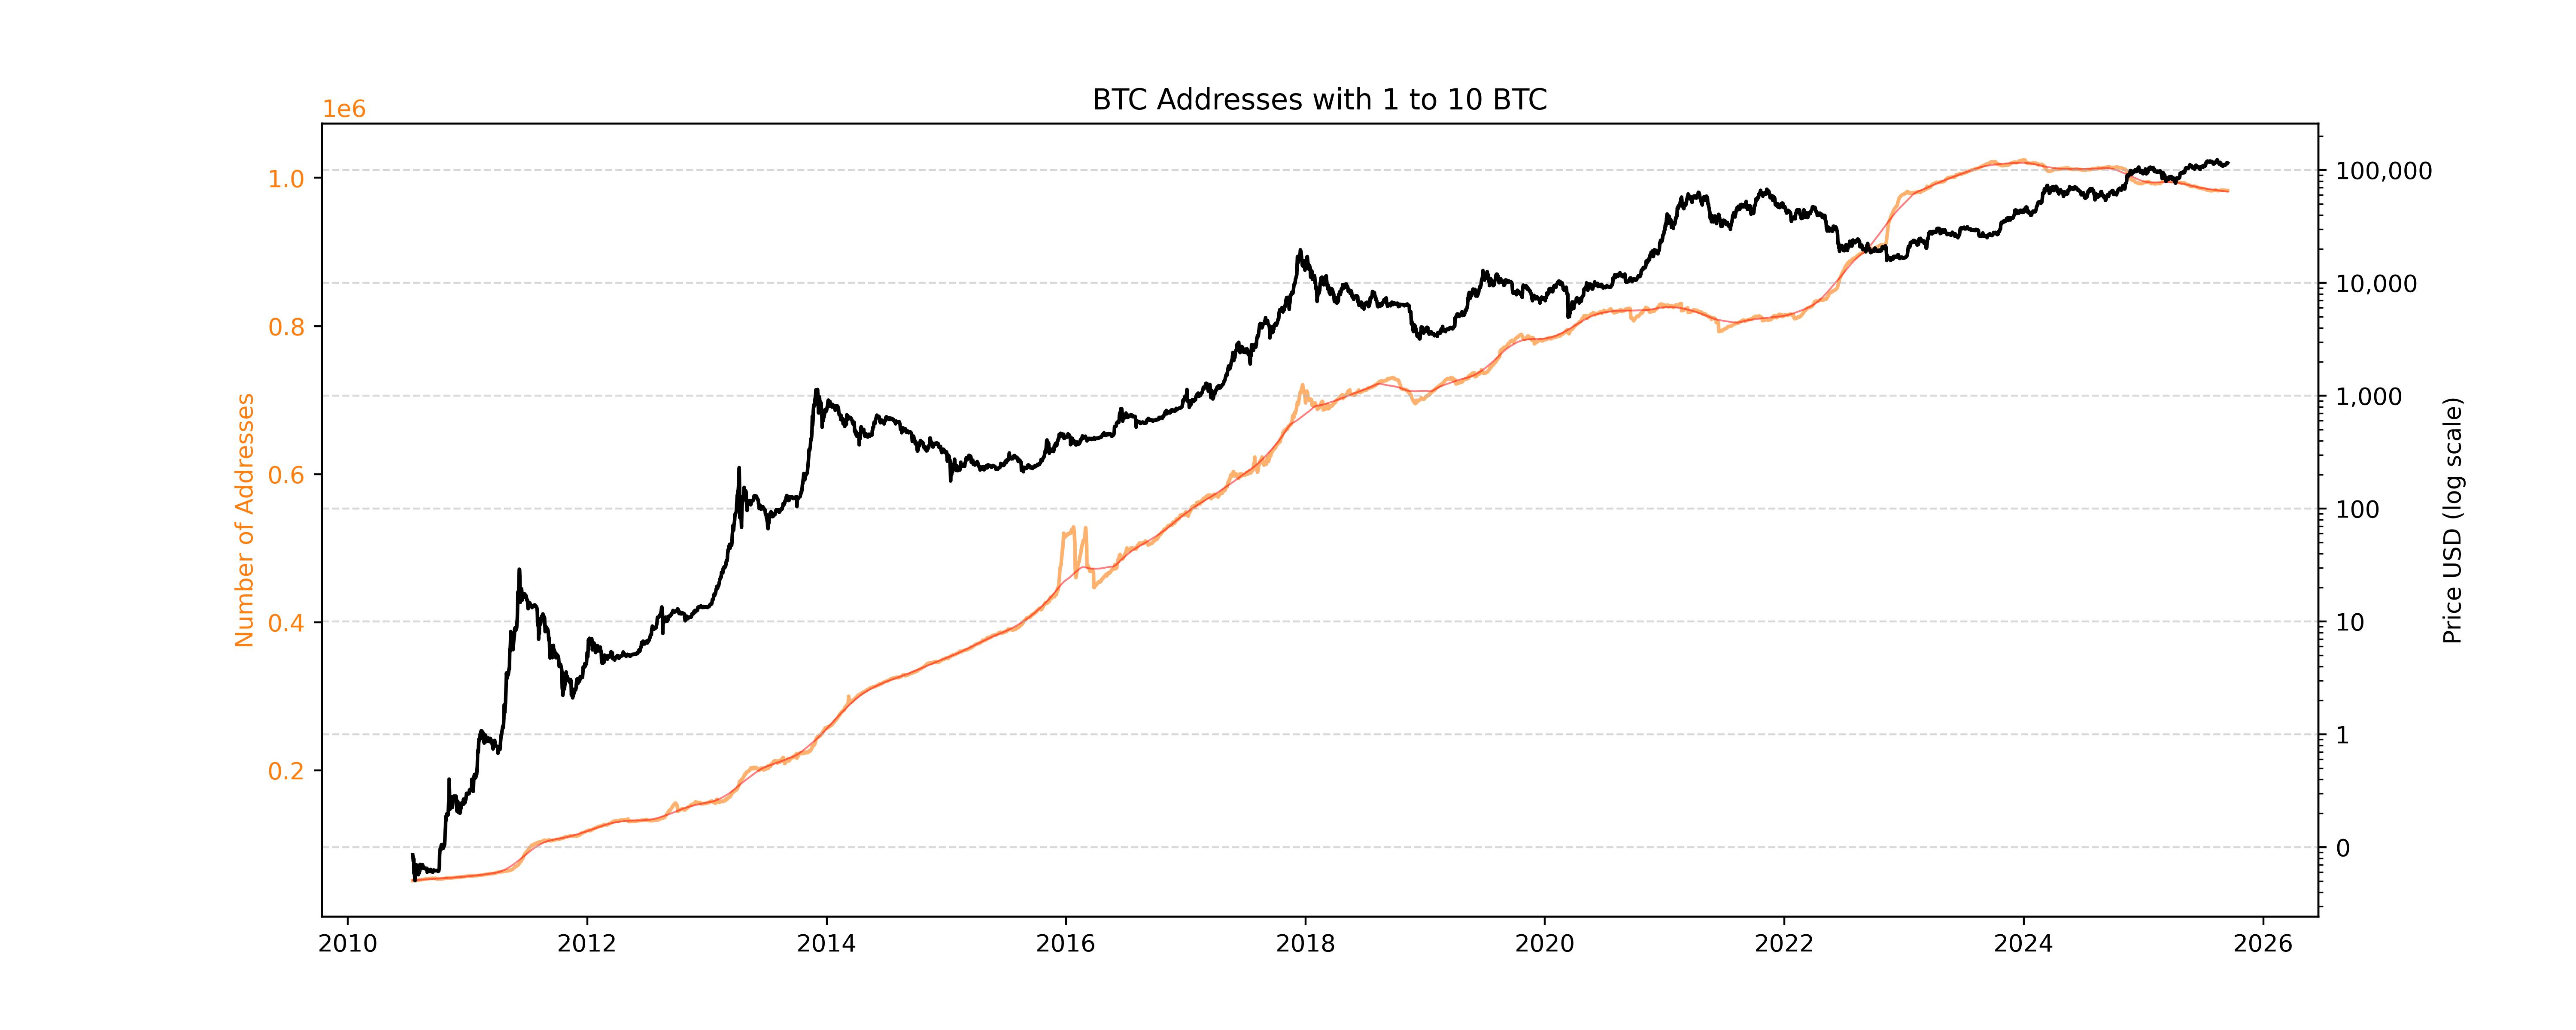 BTC Addresses with 1 to 10 BTC
1e6
1.0
0.8
0.6
0.4
0.2
Number of Addresses
100,000
10,000
1,000
100
10
1
0
Price USD (log scale)
2010 2012 2014 2016 2018 2020 2022 2024 2026